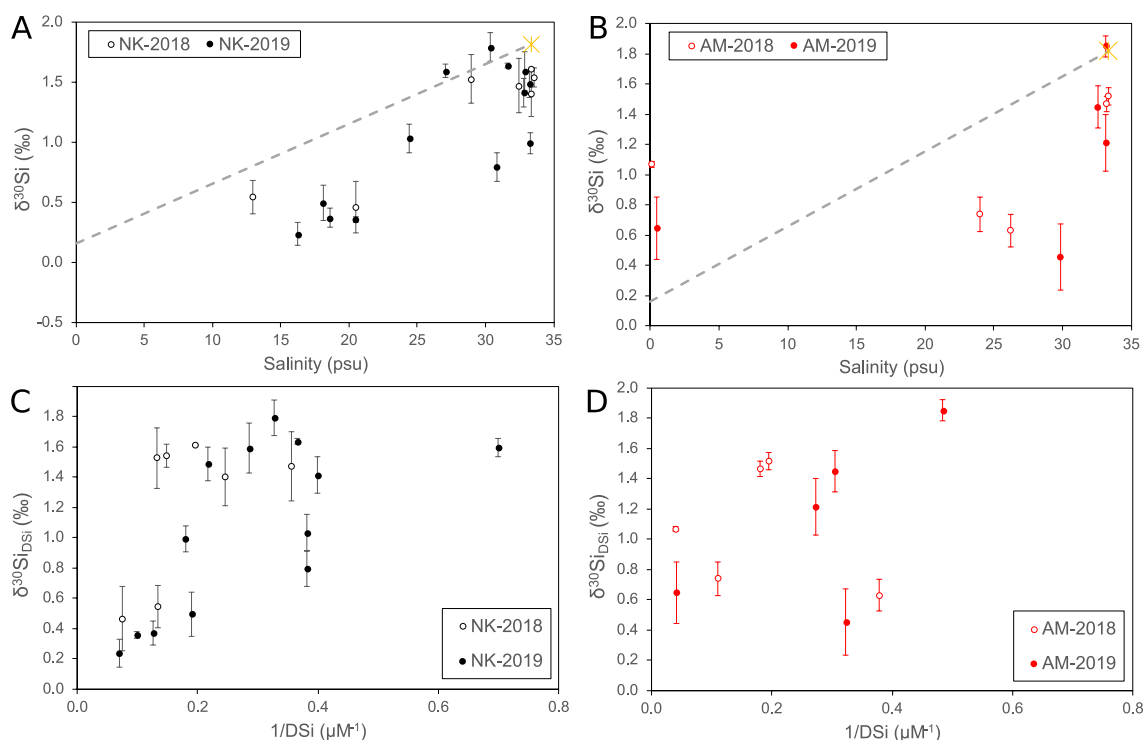 A
NK-2018 NK-2019
2.0
1.5
1.0
0.5
0.0
-0.5
0 5 10 15 20 25 30 35
δ³⁰Si (‰)
Salinity (psu)
B
AM-2018 AM-2019
2.0
1.8
1.6
1.4
1.2
1.0
0.8
0.6
0.4
0.2
0.0
0 5 10 15 20 25 30 35
δ³⁰Si (‰)
Salinity (psu)
C
1.8
1.6
1.4
1.2
1.0
0.8
0.6
0.4
0.2
0.0
0.0 0.2 0.4 0.6 0.8
δ³⁰Si_DSi (‰)
1/DSi (µM⁻¹)
NK-2018
NK-2019
D
2.0
1.8
1.6
1.4
1.2
1.0
0.8
0.6
0.4
0.2
0.0
0.0 0.2 0.4 0.6 0.8
δ³⁰Si_DSi (‰)
1/DSi (µM⁻¹)
AM-2018
AM-2019